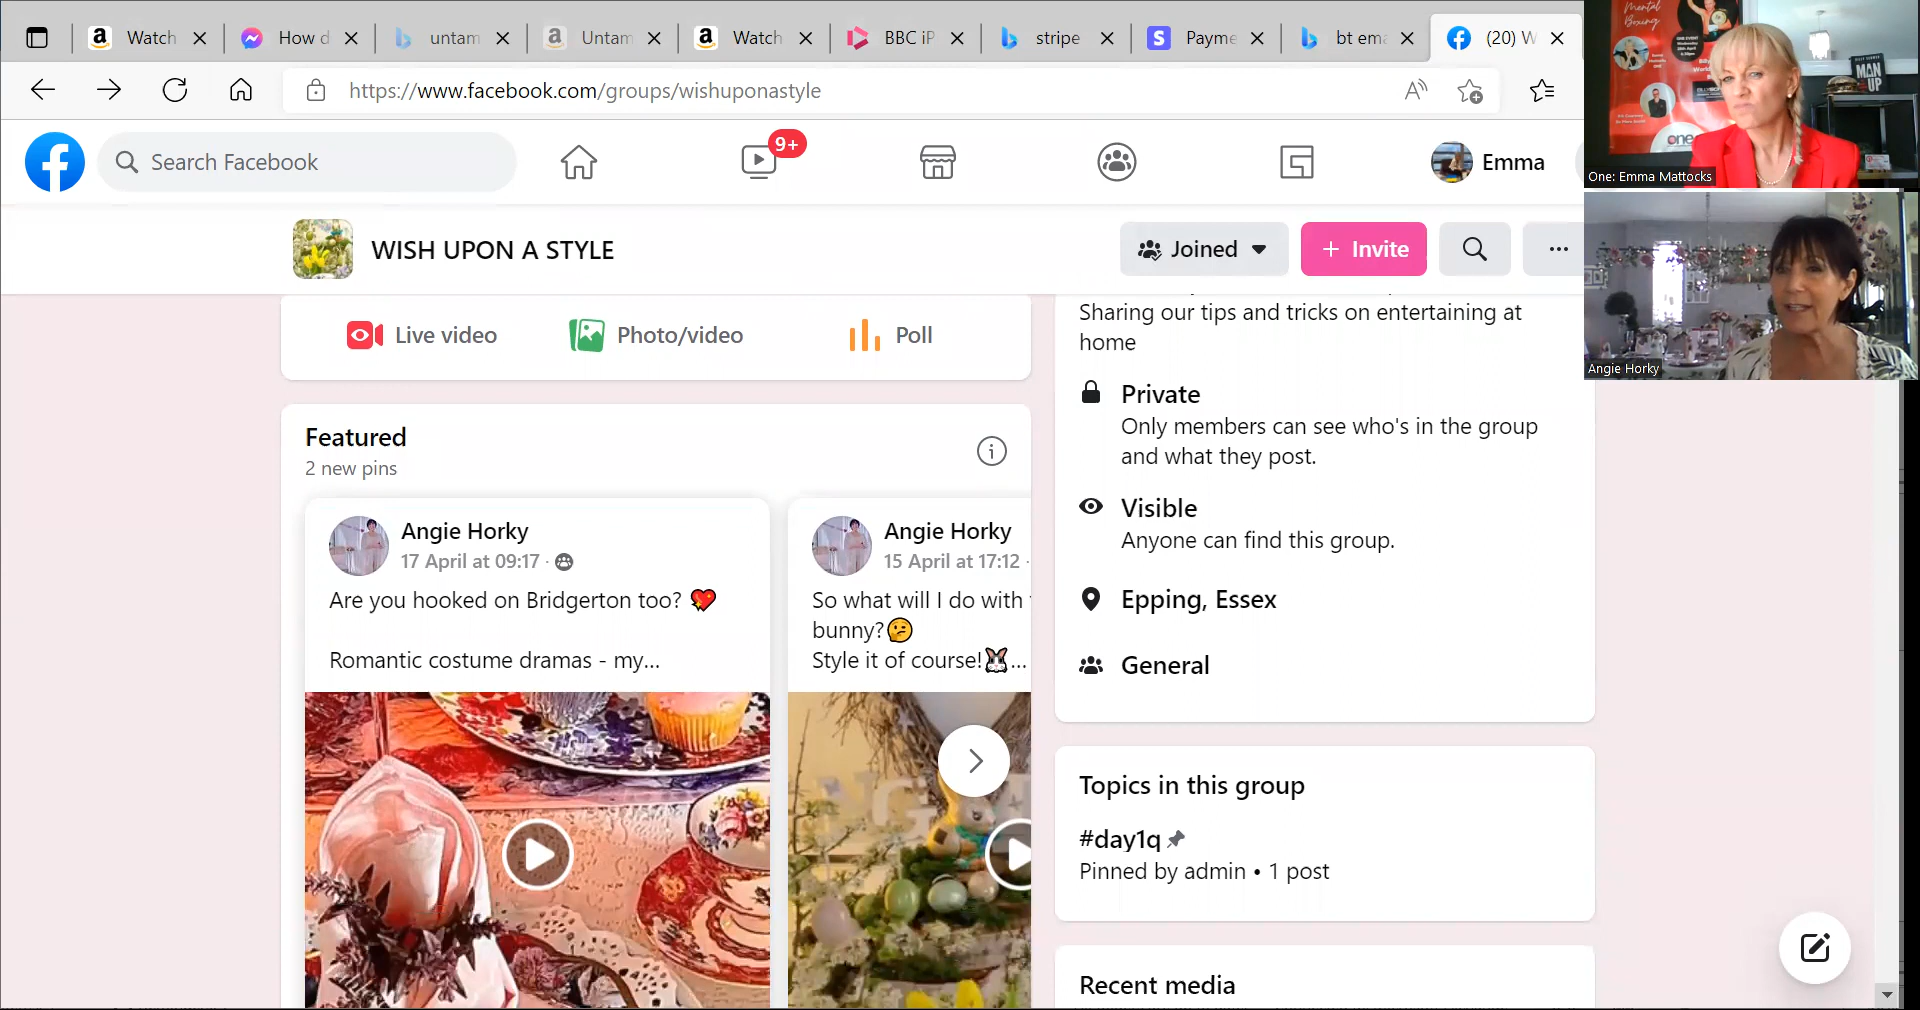 Watch
How d
untam
Untam
Watch
BBC iP
stripe
S
Payme
bt ema
(20) W
https://www.facebook.com/groups/wishuponastyle
Search Facebook
9+
Emma
WISH UPON A STYLE
Joined
+ Invite
...
Live video
Photo/video
Poll
Featured
2 new pins
Angie Horky
17 April at 09:17 ·
Are you hooked on Bridgerton too? 💖
Romantic costume dramas - my...
Angie Horky
15 April at 17:12 ·
So what will I do with
bunny?🤔
Style it of course!🐰...
Sharing our tips and tricks on entertaining at
home
Private
Only members can see who's in the group
and what they post.
Visible
Anyone can find this group.
Epping, Essex
General
Topics in this group
#day1q
Pinned by admin • 1 post
Recent media
Mental
Boxing
MAN
UP
one
One: Emma Mattocks
Angie Horky